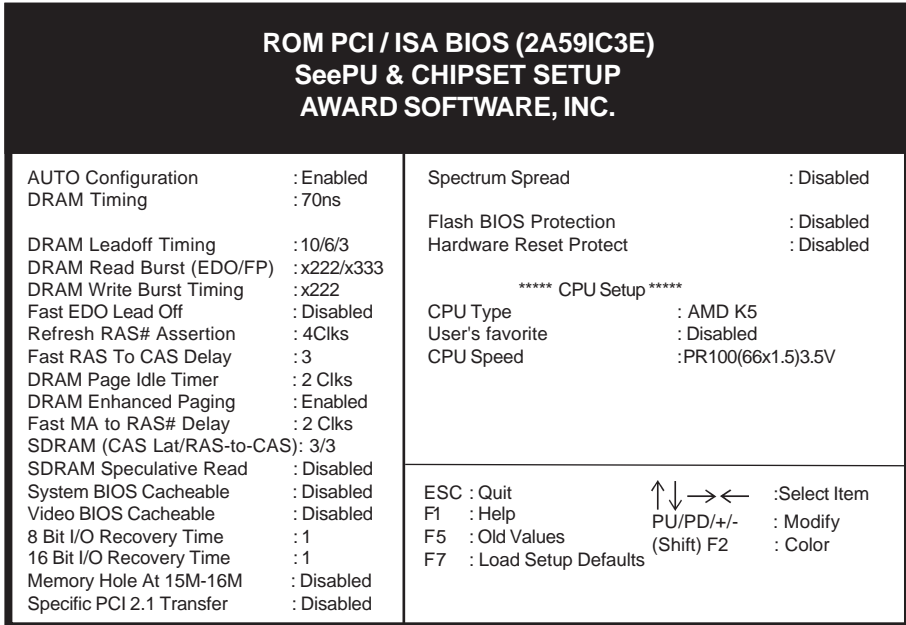 ROM PCI / ISA BIOS (2A59IC3E)
SeePU & CHIPSET SETUP
AWARD SOFTWARE, INC.
AUTO Configuration : Enabled
DRAM Timing : 70ns
DRAM Leadoff Timing : 10/6/3
DRAM Read Burst (EDO/FP) : x222/x333
DRAM Write Burst Timing : x222
Fast EDO Lead Off : Disabled
Refresh RAS# Assertion : 4Clks
Fast RAS To CAS Delay : 3
DRAM Page Idle Timer : 2 Clks
DRAM Enhanced Paging : Enabled
Fast MA to RAS# Delay : 2 Clks
SDRAM (CAS Lat/RAS-to-CAS): 3/3
SDRAM Speculative Read : Disabled
System BIOS Cacheable : Disabled
Video BIOS Cacheable : Disabled
8 Bit I/O Recovery Time : 1
16 Bit I/O Recovery Time : 1
Memory Hole At 15M-16M : Disabled
Specific PCI 2.1 Transfer : Disabled
Spectrum Spread : Disabled
Flash BIOS Protection : Disabled
Hardware Reset Protect : Disabled
***** CPU Setup *****
CPU Type : AMD K5
User's favorite : Disabled
CPU Speed :PR100(66x1.5)3.5V
ESC : Quit ↑↓→← :Select Item
F1 : Help PU/PD/+/- : Modify
F5 : Old Values (Shift) F2 : Color
F7 : Load Setup Defaults